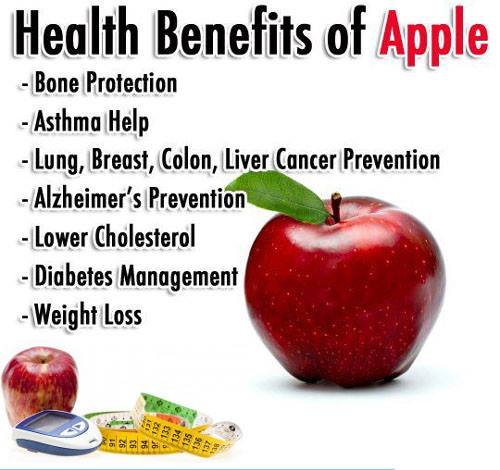 Health Benefits of Apple
- Bone Protection
- Asthma Help
- Lung, Breast, Colon, Liver Cancer Prevention
- Alzheimer's Prevention
- Lower Cholesterol
- Diabetes Management
- Weight Loss